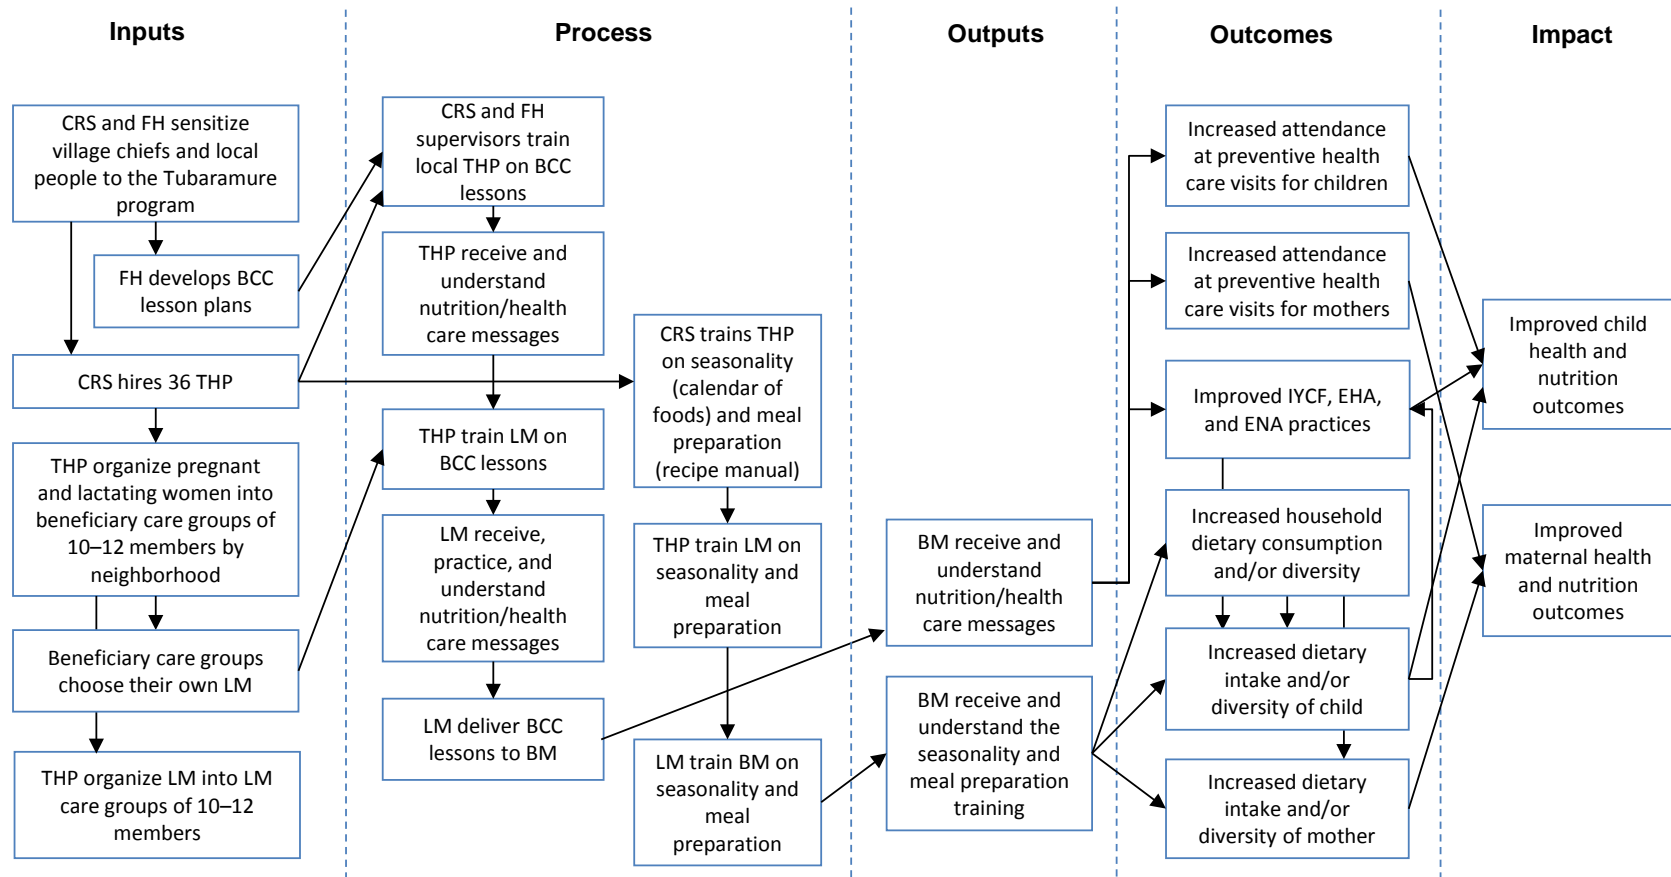 Inputs
Process
Outputs
Outcomes
Impact
CRS and FH sensitize
village chiefs and local
people to the Tubaramure
program
FH develops BCC
lesson plans
CRS hires 36 THP
THP organize pregnant
and lactating women into
beneficiary care groups of
10–12 members by
neighborhood
Beneficiary care groups
choose their own LM
THP organize LM into LM
care groups of 10–12
members
CRS and FH
supervisors train
local THP on BCC
lessons
THP receive and
understand
nutrition/health
care messages
THP train LM on
BCC lessons
LM receive,
practice, and
understand
nutrition/health
care messages
LM deliver BCC
lessons to BM
CRS trains THP
on seasonality
(calendar of
foods) and meal
preparation
(recipe manual)
THP train LM on
seasonality and
meal
preparation
LM train BM on
seasonality and
meal
preparation
BM receive and
understand
nutrition/health
care messages
BM receive and
understand the
seasonality and
meal preparation
training
Increased attendance
at preventive health
care visits for children
Increased attendance
at preventive health
care visits for mothers
Improved IYCF, EHA,
and ENA practices
Increased household
dietary consumption
and/or diversity
Increased dietary
intake and/or
diversity of child
Increased dietary
intake and/or
diversity of mother
Improved child
health and
nutrition
outcomes
Improved
maternal health
and nutrition
outcomes